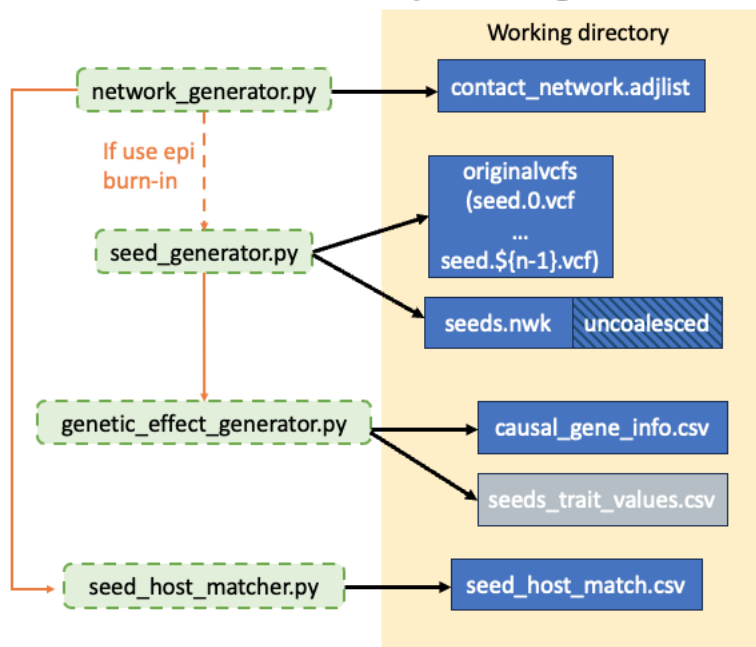 Working directory
network_generator.py
contact_network.adjlist
If use epi
burn-in
originalvcfs
(seed.0.vcf
...
seed.${n-1}.vcf)
seed_generator.py
seeds.nwk
uncoalesced
genetic_effect_generator.py
causal_gene_info.csv
seeds_trait_values.csv
seed_host_matcher.py
seed_host_match.csv